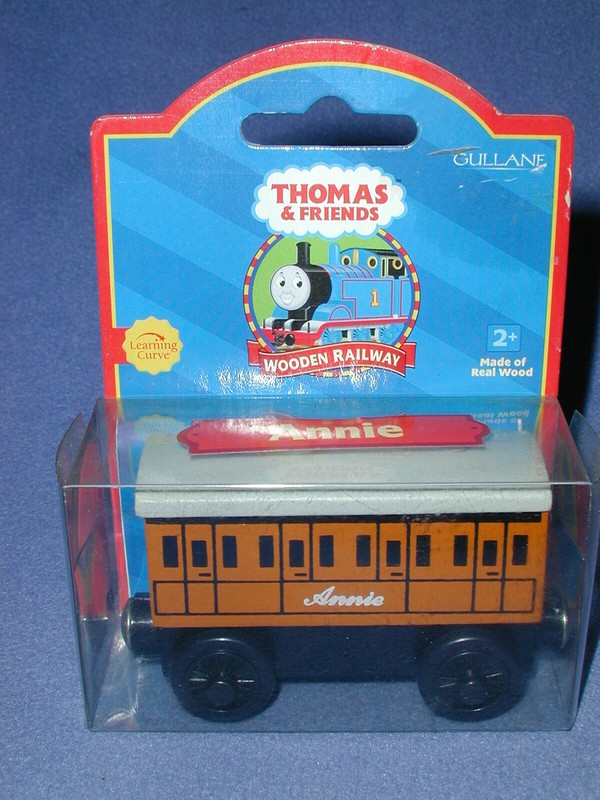 GULLANE
THOMAS
& FRIENDS
1
WOODEN RAILWAY
Learning
Curve
2+
Made of
Real Wood
Annie
Annie